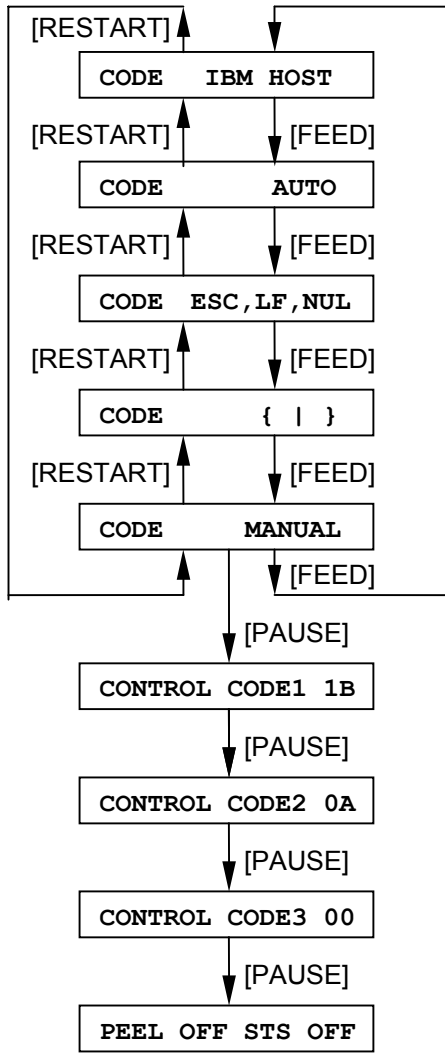 [RESTART]
CODE IBM HOST
[RESTART] [FEED]
CODE AUTO
[RESTART] [FEED]
CODE ESC,LF,NUL
[RESTART] [FEED]
CODE { | }
[RESTART] [FEED]
CODE MANUAL
[FEED]
[PAUSE]
CONTROL CODE1 1B
[PAUSE]
CONTROL CODE2 0A
[PAUSE]
CONTROL CODE3 00
[PAUSE]
PEEL OFF STS OFF